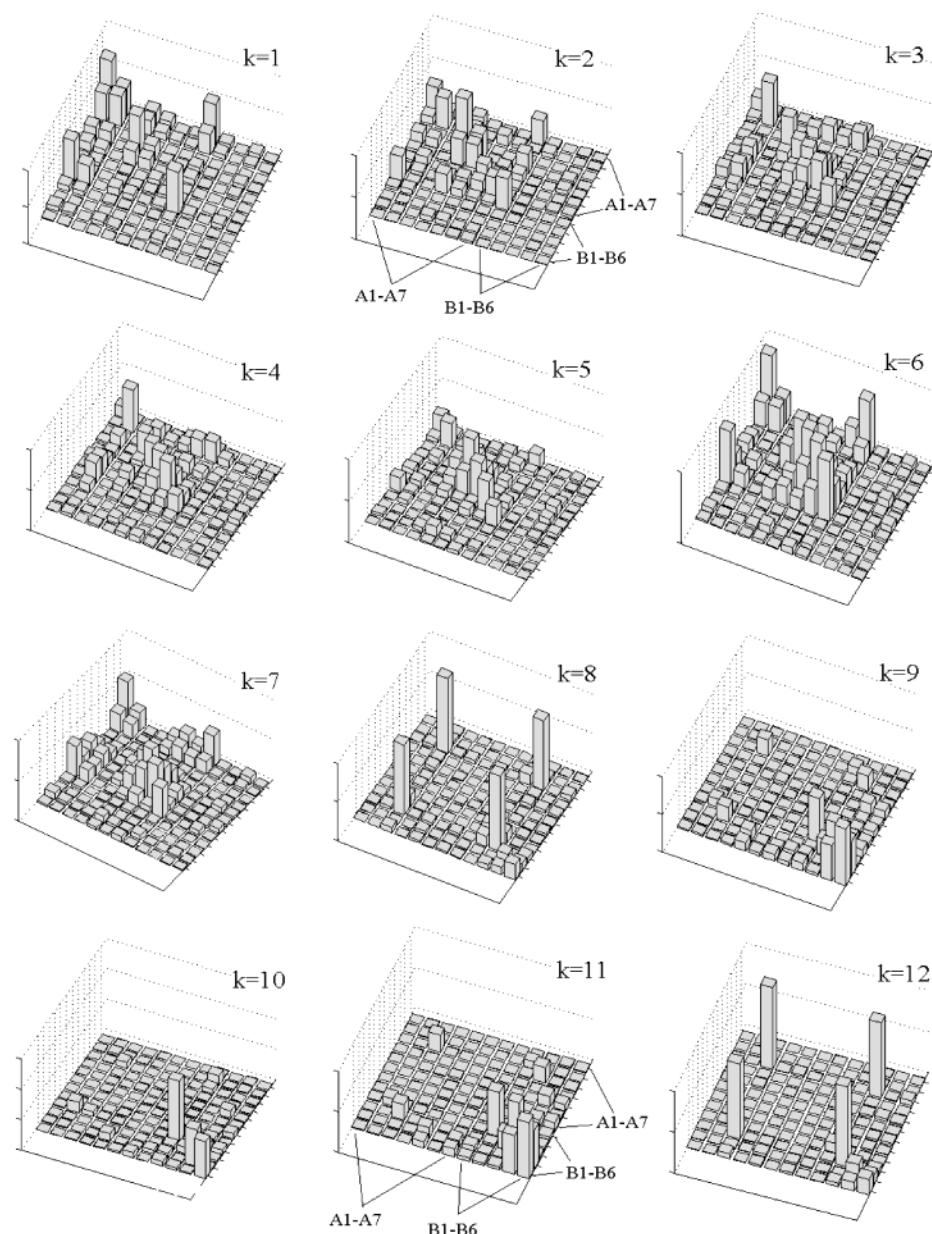 k=1
k=2
k=3
A1-A7
B1-B6
A1-A7
B1-B6
k=4
k=5
k=6
k=7
k=8
k=9
k=10
k=11
k=12
A1-A7
B1-B6
A1-A7
B1-B6